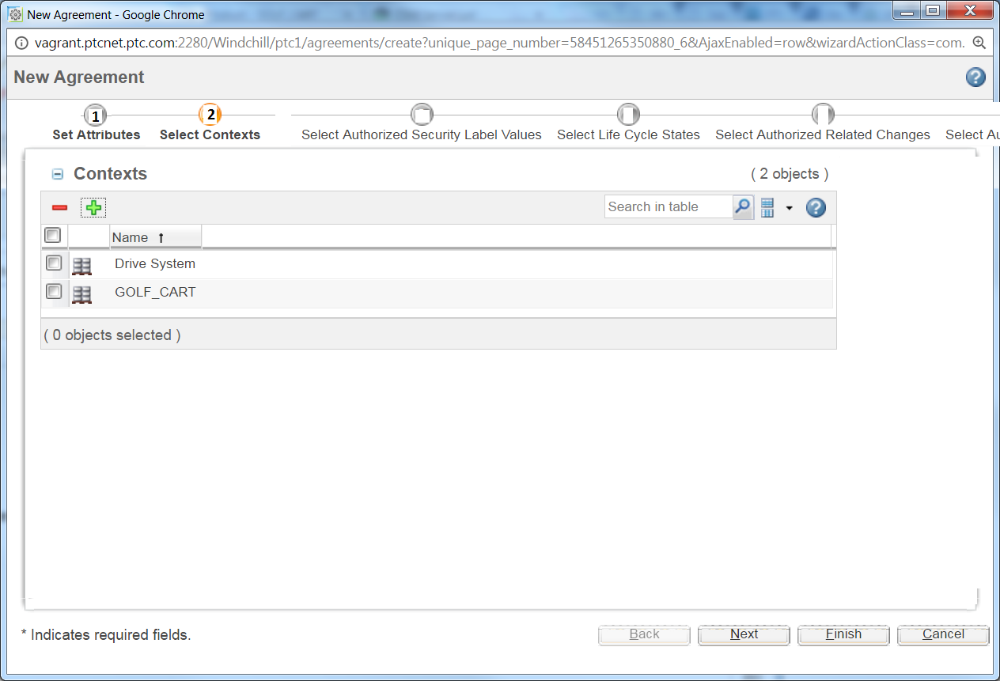 New Agreement - Google Chrome
vagrant.ptcnet.ptc.com:2280/Windchill/ptc1/agreements/create?unique_page_number=58451265350880_6&AjaxEnabled=row&wizardActionClass=com.
New Agreement
1 2
Set Attributes Select Contexts Select Authorized Security Label Values Select Life Cycle States Select Authorized Related Changes Select Au
Contexts ( 2 objects )
Search in table
Name ↑
Drive System
GOLF_CART
( 0 objects selected )
* Indicates required fields. Back Next Finish Cancel